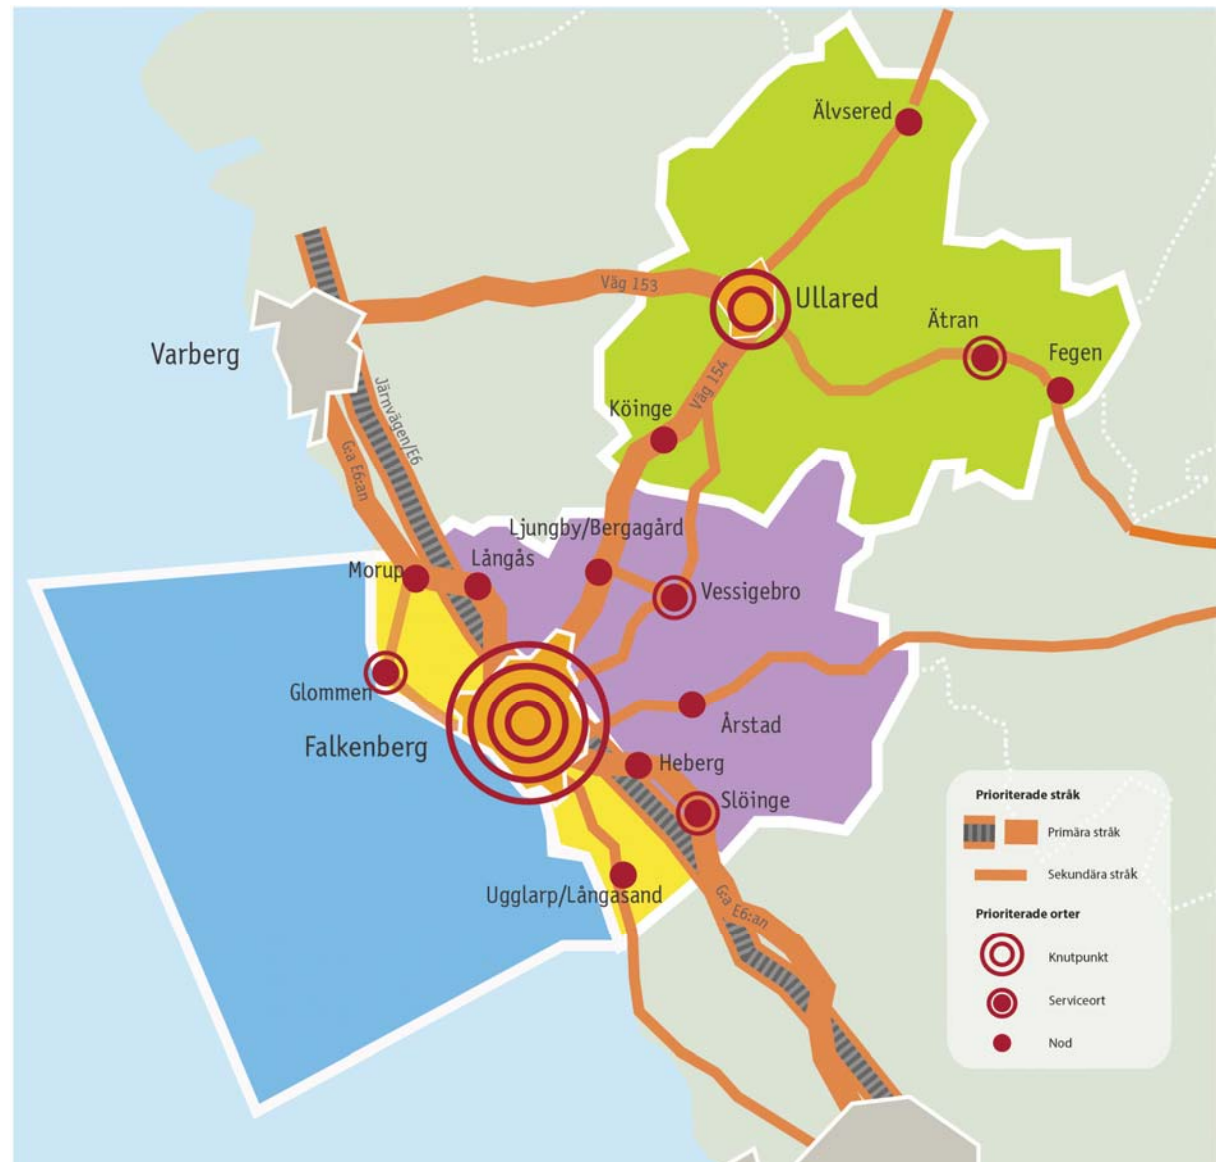 Älvsered
Väg 153
Ullared
Ätran
Fegen
Varberg
Järnvägen/E6
Väg 154
Köinge
G:a E6:an
Ljungby/Bergagård
Långås
Morup
Vessigebro
Glommen
Årstad
Falkenberg
Heberg
Slöinge
Ugglarp/Långasand
G:a E6:an
Prioriterade stråk
Primära stråk
Sekundära stråk
Prioriterade orter
Knutpunkt
Serviceort
Nod